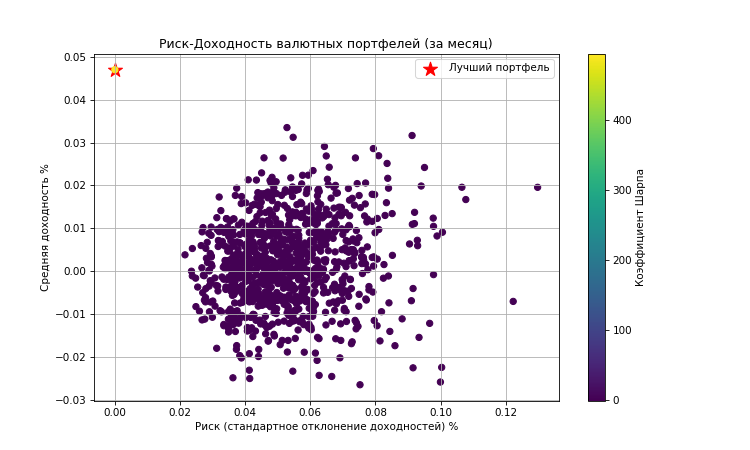 Риск-Доходность валютных портфелей (за месяц)
Лучший портфель
Средняя доходность %
0.05
0.04
0.03
0.02
0.01
0.00
−0.01
−0.02
−0.03
0.00 0.02 0.04 0.06 0.08 0.10 0.12
Риск (стандартное отклонение доходностей) %
400
300
200
100
0
Коэффициент Шарпа